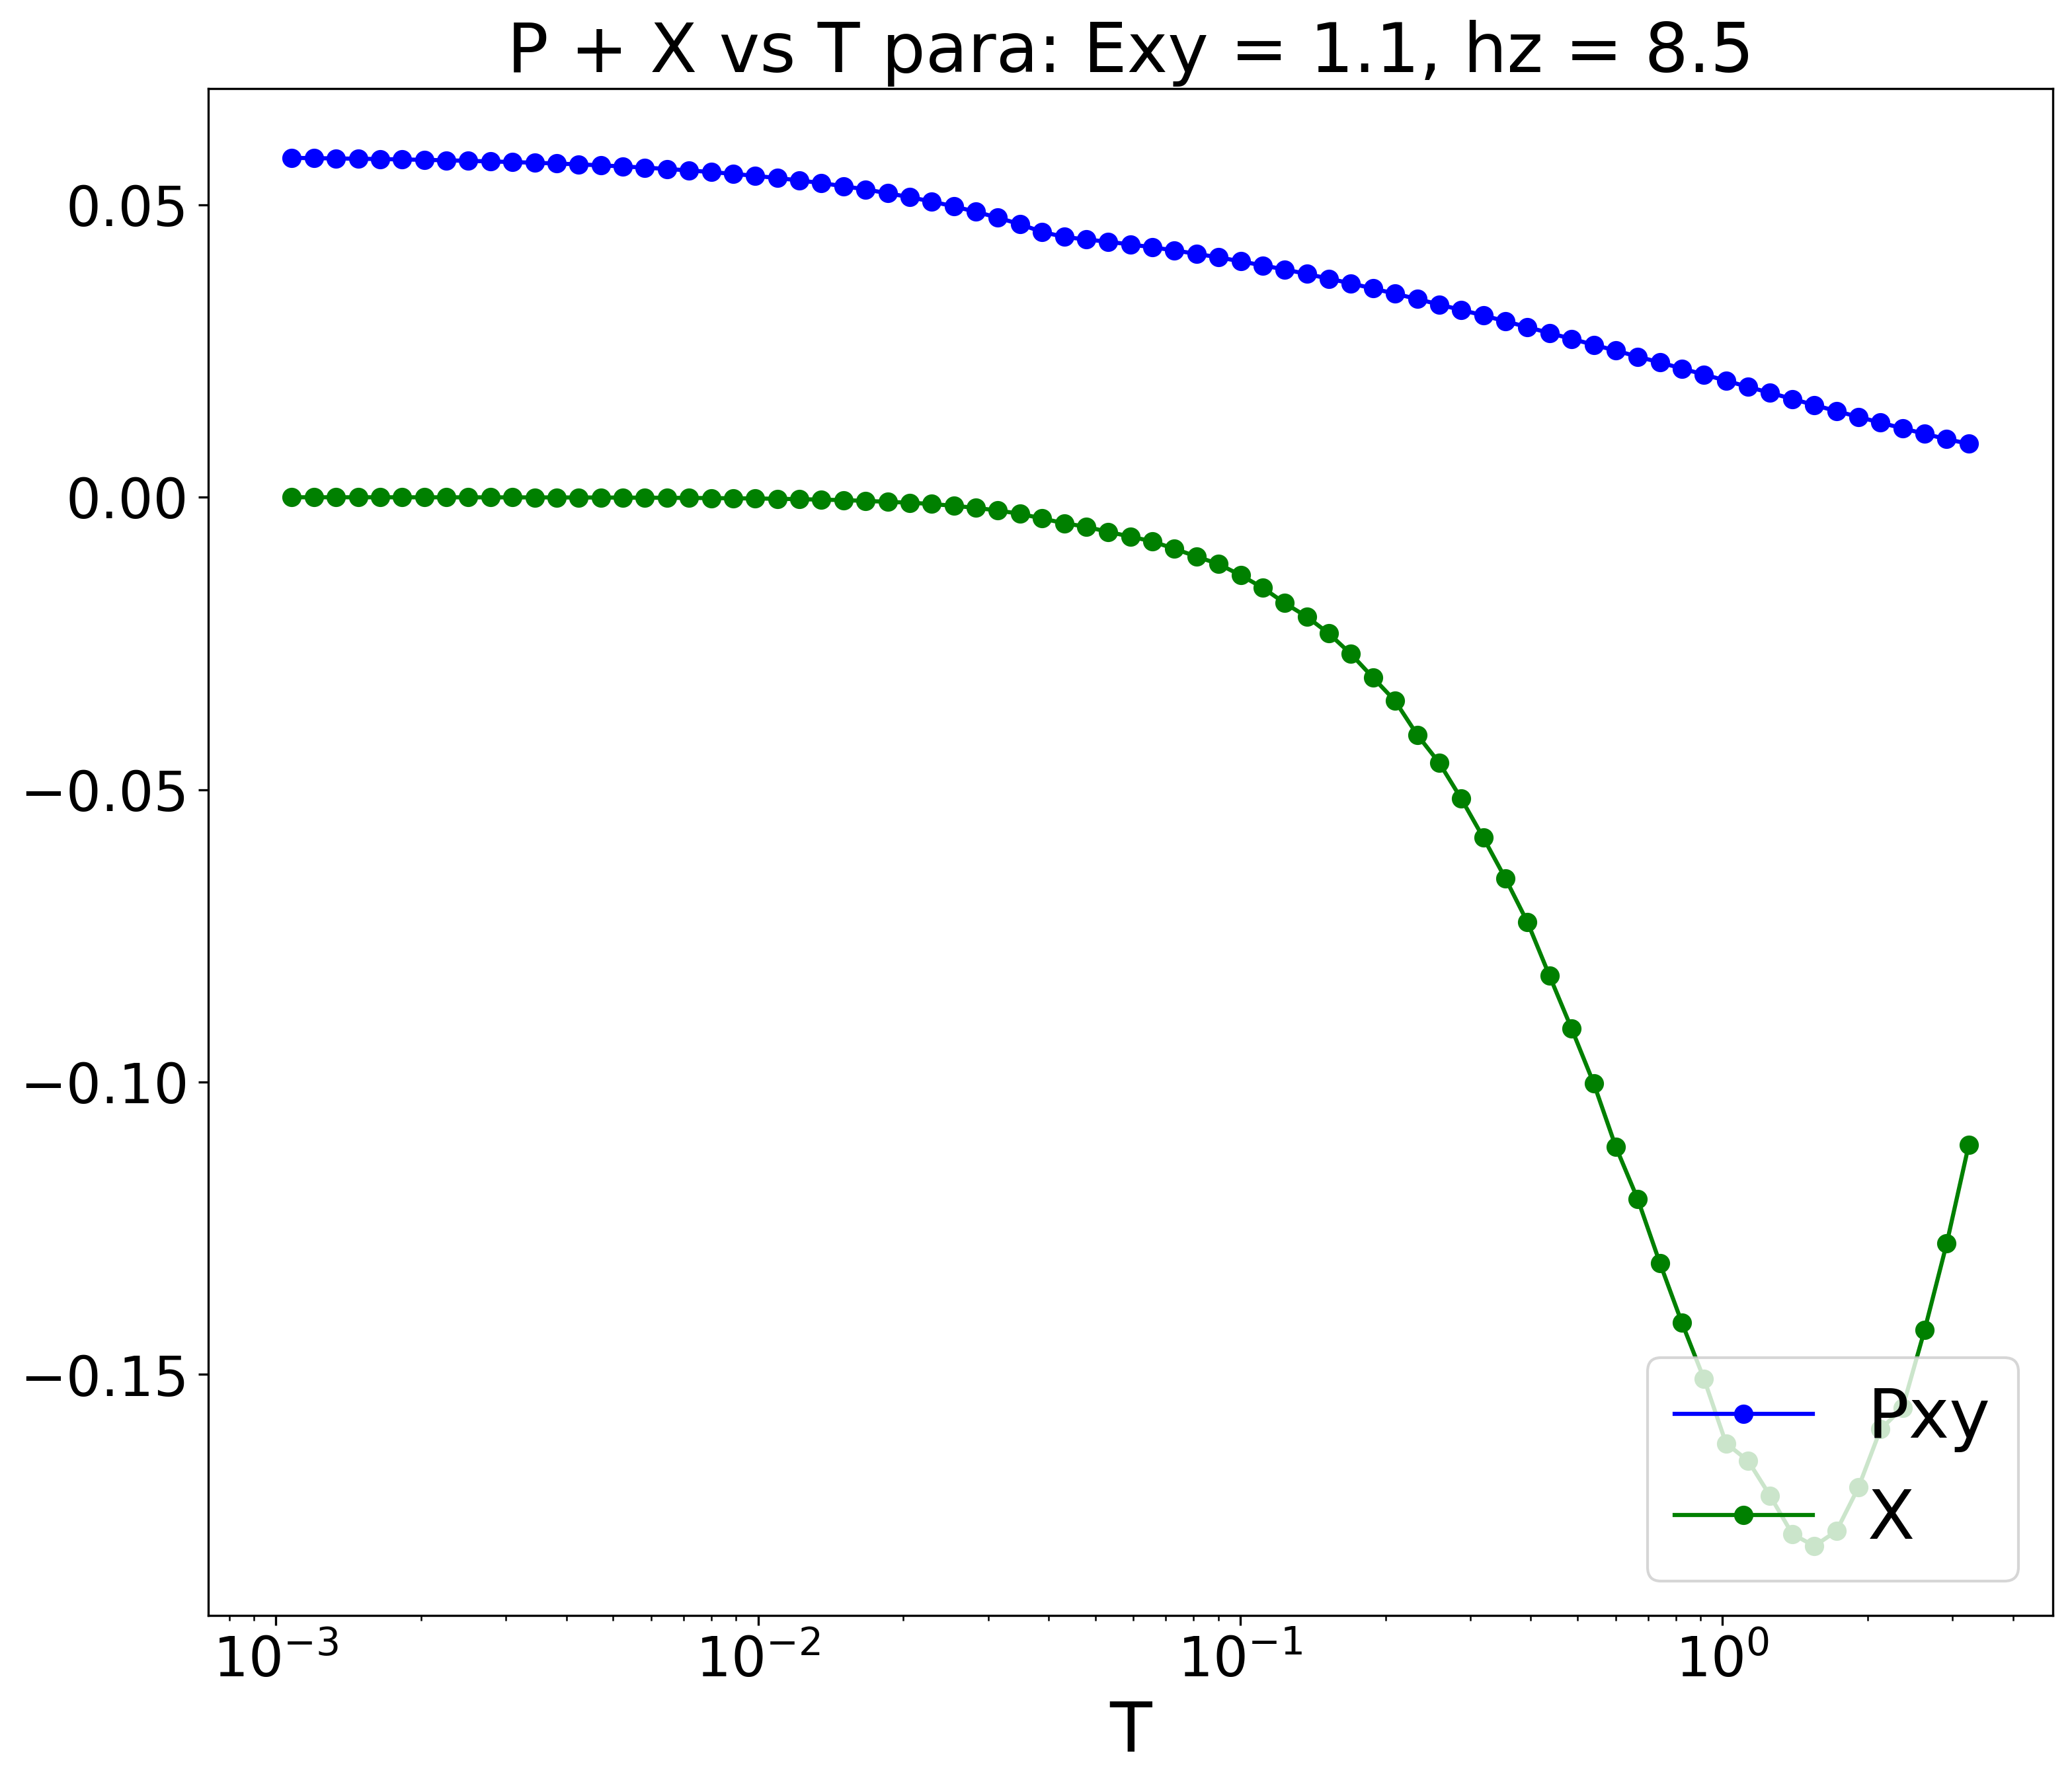 P + X vs T para: Exy = 1.1, hz = 8.5
0.05
0.00
−0.05
−0.10
−0.15
Pxy
X
10⁻³ 10⁻² 10⁻¹ 10⁰
T